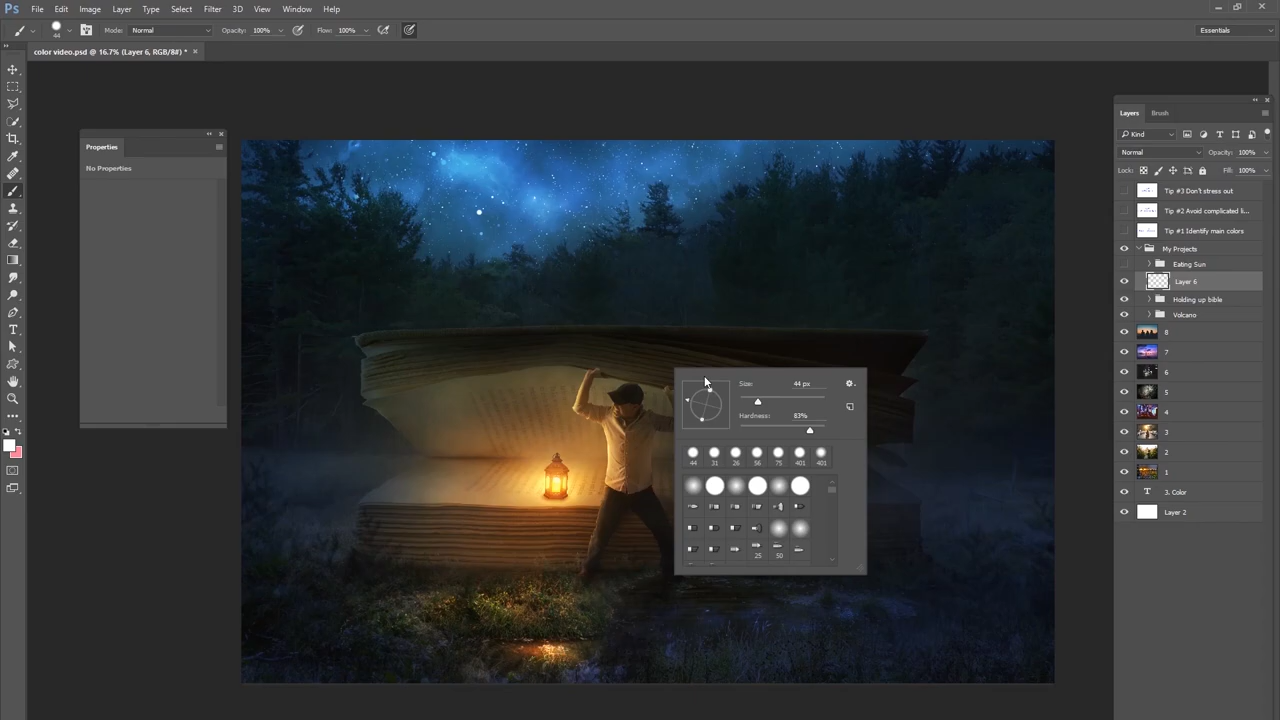 Ps File Edit Image Layer Type Select Filter 3D View Window Help
44 Mode: Normal Opacity: 100% Flow: 100% Essentials
color video.psd @ 16.7% (Layer 6, RGB/8#) * ×
Properties
No Properties
Layers Brush
Kind
Normal Opacity: 100%
Lock: Fill: 100%
Tip #3 Don't stress out
Tip #2 Avoid complicated li...
Tip #1 Identify main colors
My Projects
Eating Sun
Layer 6
Holding up bible
Volcano
8
7
6
5
4
3
2
1
T 3. Color
Layer 2
Size: 44 px
Hardness: 83%
44 31 26 56 75 401 401
25 50